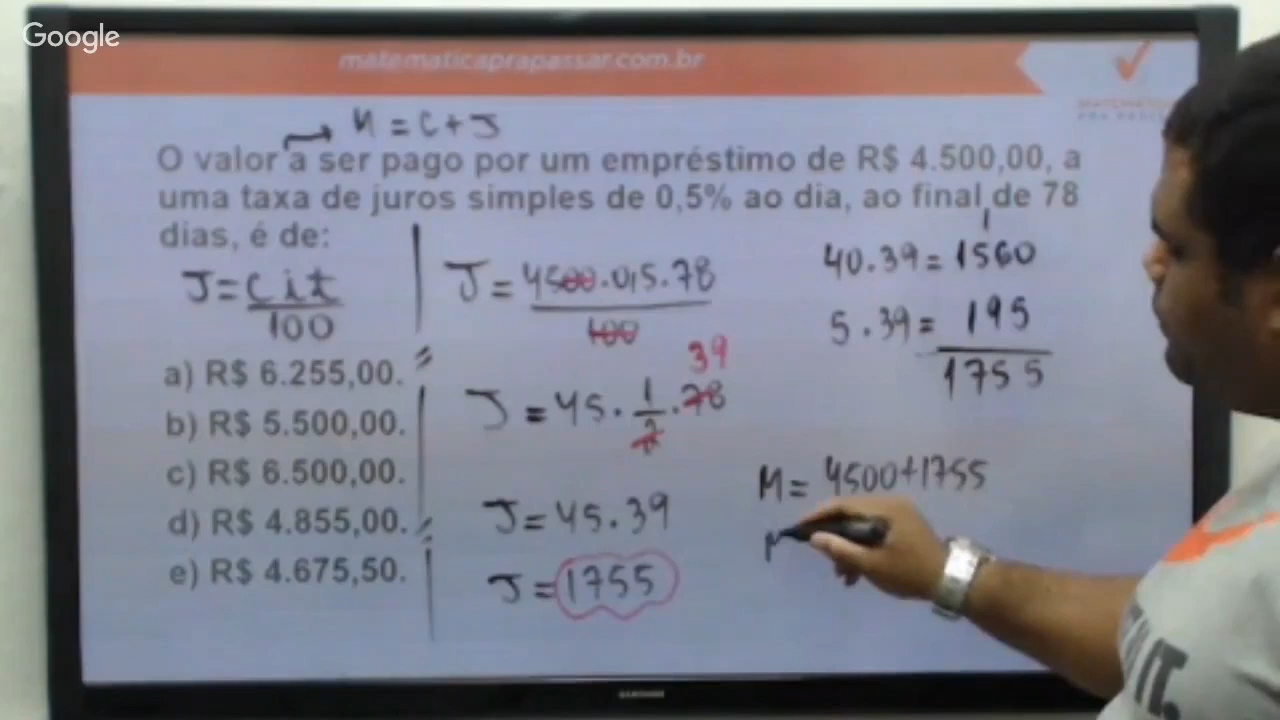 Google
matematicaprapassar.com.br
M = C + J
O valor a ser pago por um empréstimo de R$ 4.500,00, a
uma taxa de juros simples de 0,5% ao dia, ao final de 78
dias, é de:
J = c i t
100
a) R$ 6.255,00.
b) R$ 5.500,00.
c) R$ 6.500,00.
d) R$ 4.855,00.
e) R$ 4.675,50.
J = 4500 . 0,5 . 78
100
39
J = 45 . 1/2 . 78
J = 45 . 39
J = 1755
1
40 . 39 = 1560
5 . 39 = 195
1755
M = 4500 + 1755
M
SAMSUNG
IT.